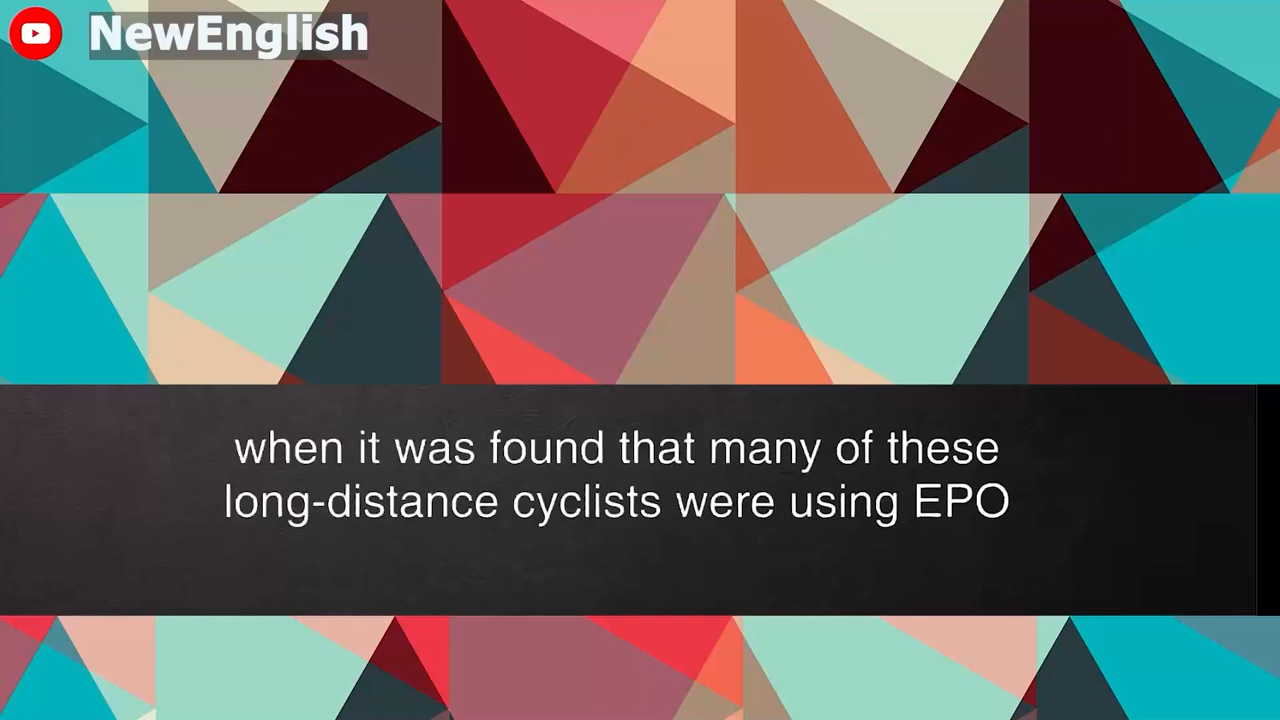 NewEnglish
when it was found that many of these
long-distance cyclists were using EPO